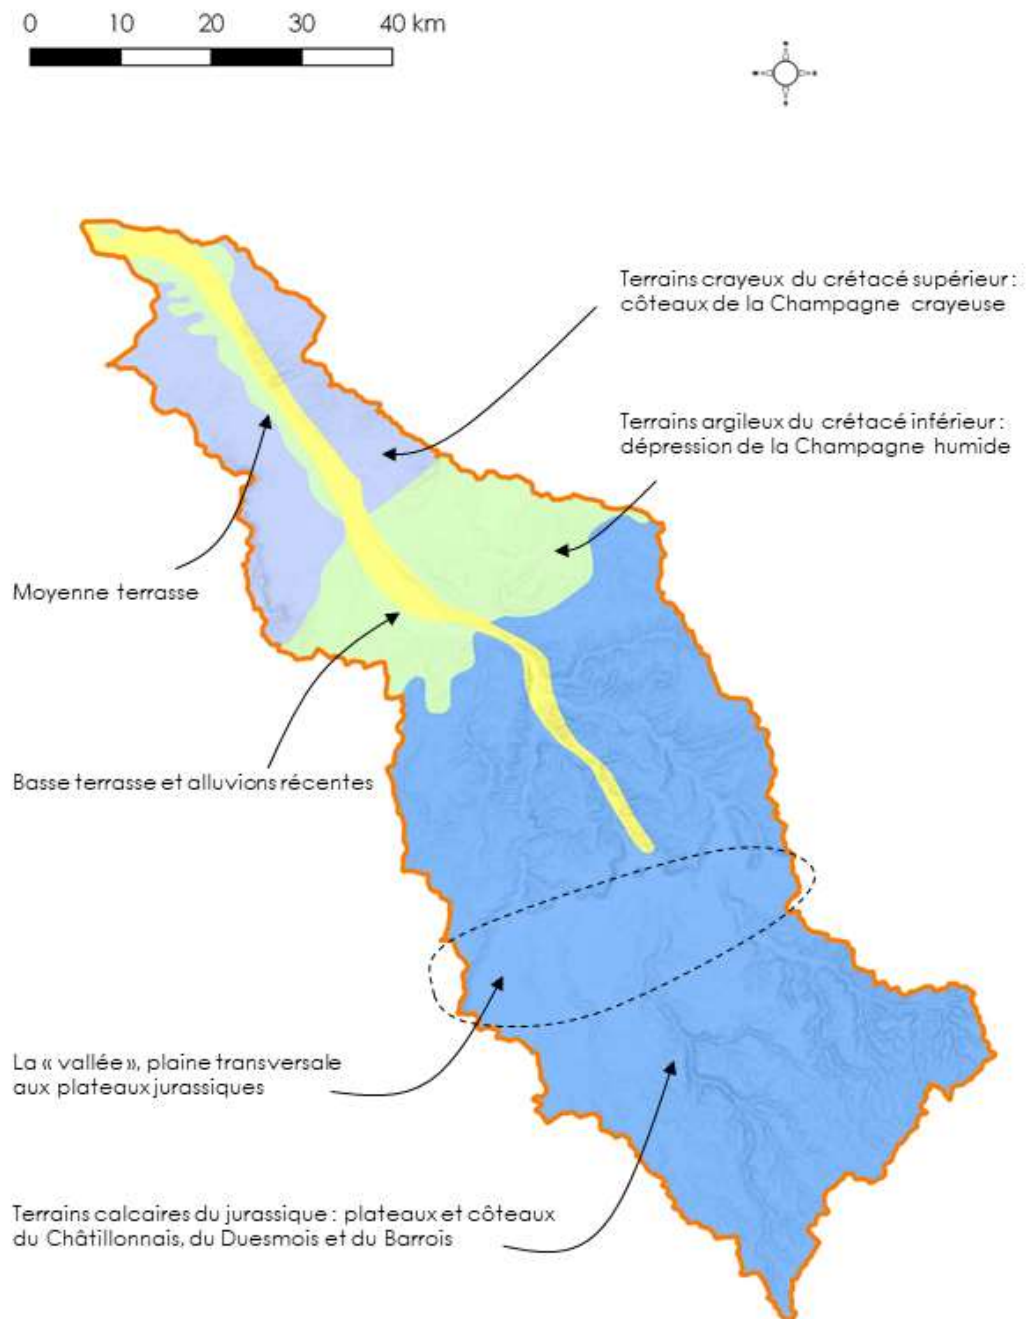 0 10 20 30 40 km
Terrains crayeux du crétacé supérieur :
côteaux de la Champagne crayeuse
Terrains argileux du crétacé inférieur :
dépression de la Champagne humide
Moyenne terrasse
Basse terrasse et alluvions récentes
La « vallée », plaine transversale
aux plateaux jurassiques
Terrains calcaires du jurassique : plateaux et côteaux
du Châtillonnais, du Duesmois et du Barrois